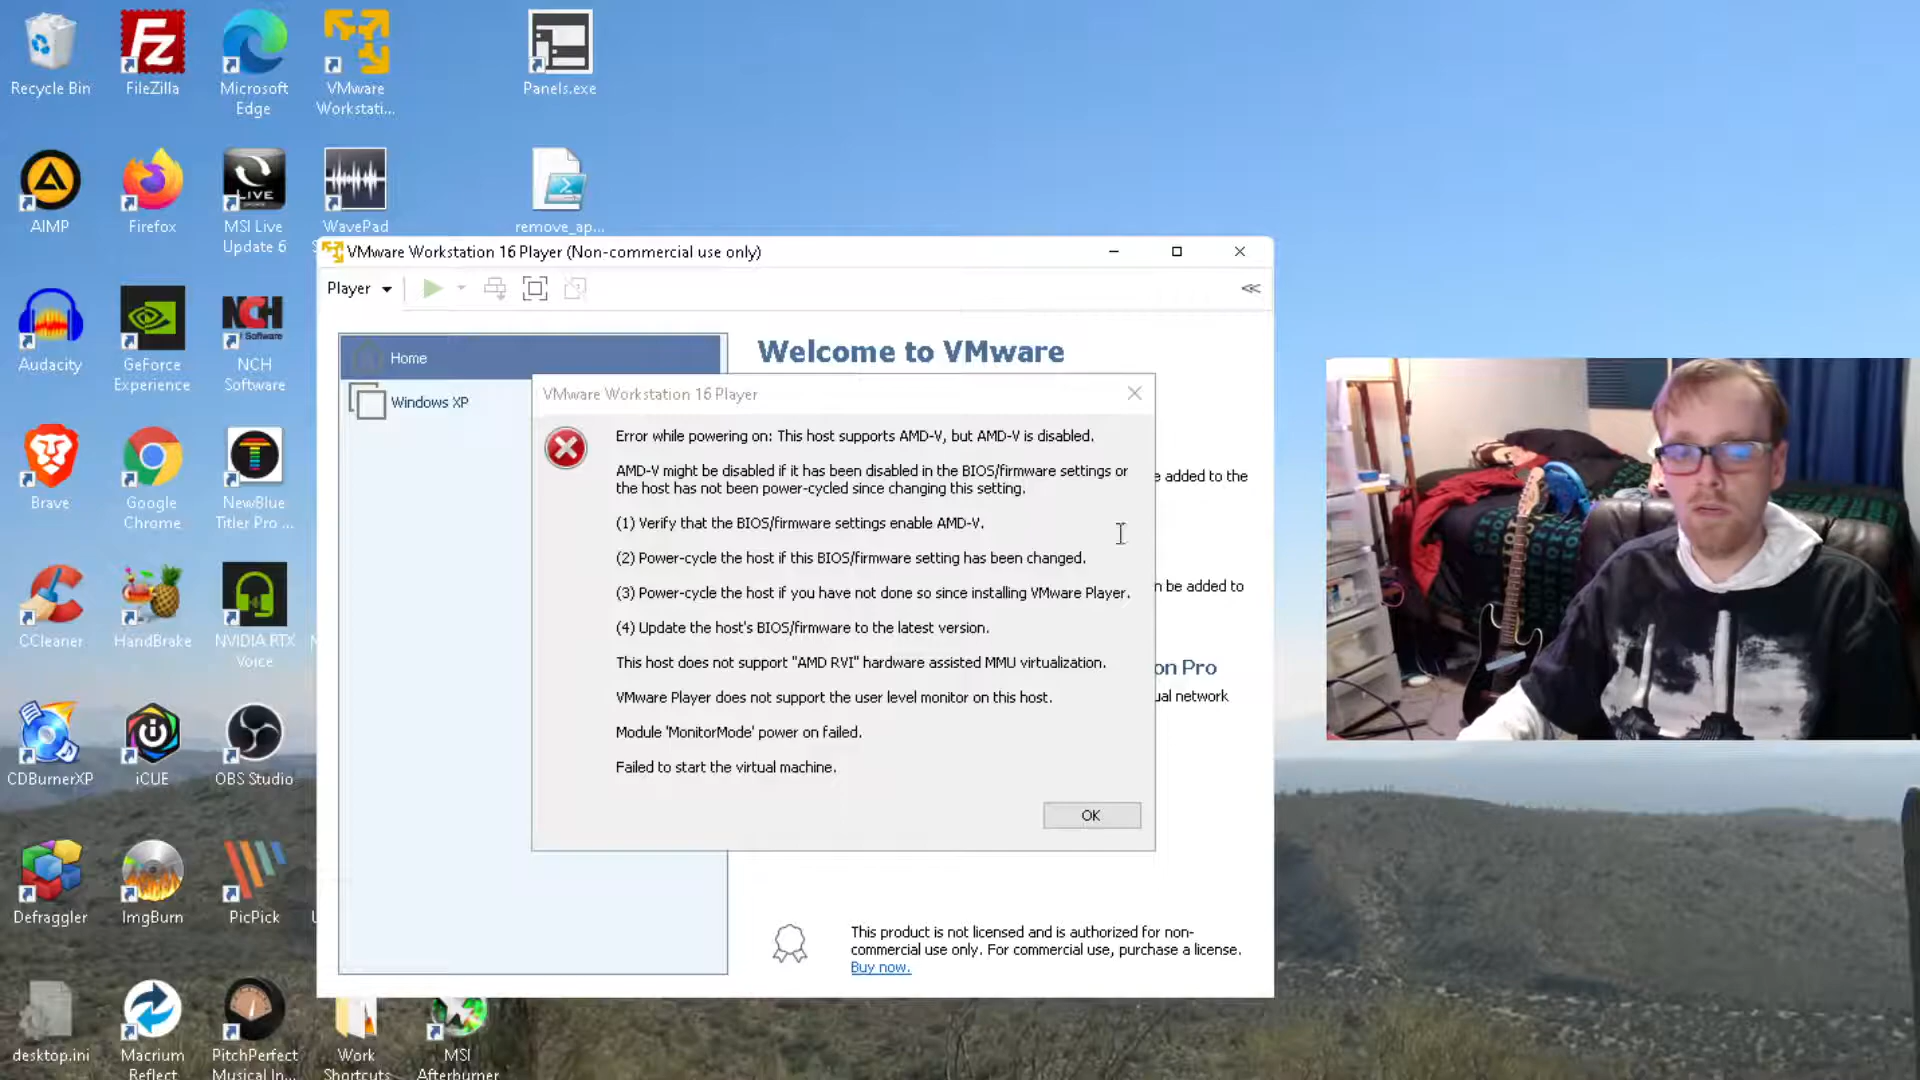 Recycle Bin
FileZilla
Microsoft
Edge
VMware
Workstati...
Panels.exe
AIMP
Firefox
LIVE
MSI Live
Update 6
WavePad
remove_ap...
Audacity
GeForce
Experience
NCH
Software
NCH
Software
Brave
Google
Chrome
NewBlue
Titler Pro ...
CCleaner
HandBrake
NVIDIA RTX
Voice
CDBurnerXP
iCUE
OBS Studio
Defraggler
ImgBurn
PicPick
desktop.ini
Macrium
Reflect
PitchPerfect
Musical In...
Work
Shortcuts
MSI
Afterburner
VMware Workstation 16 Player (Non-commercial use only)
Player
Home
Windows XP
Welcome to VMware
e added to the
n be added to
on Pro
ual network
VMware Workstation 16 Player
Error while powering on: This host supports AMD-V, but AMD-V is disabled.
AMD-V might be disabled if it has been disabled in the BIOS/firmware settings or
the host has not been power-cycled since changing this setting.
(1) Verify that the BIOS/firmware settings enable AMD-V.
(2) Power-cycle the host if this BIOS/firmware setting has been changed.
(3) Power-cycle the host if you have not done so since installing VMware Player.
(4) Update the host's BIOS/firmware to the latest version.
This host does not support "AMD RVI" hardware assisted MMU virtualization.
VMware Player does not support the user level monitor on this host.
Module 'MonitorMode' power on failed.
Failed to start the virtual machine.
OK
This product is not licensed and is authorized for non-
commercial use only. For commercial use, purchase a license.
Buy now.